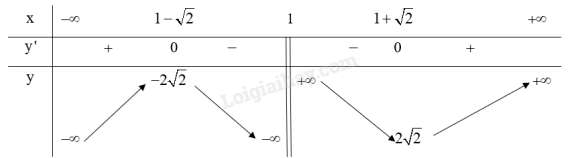 x −∞ 1−√2 1 1+√2 +∞
y' + 0 − − 0 +
y −2√2 +∞ +∞
Loigiaihay.com
−∞ −∞ 2√2